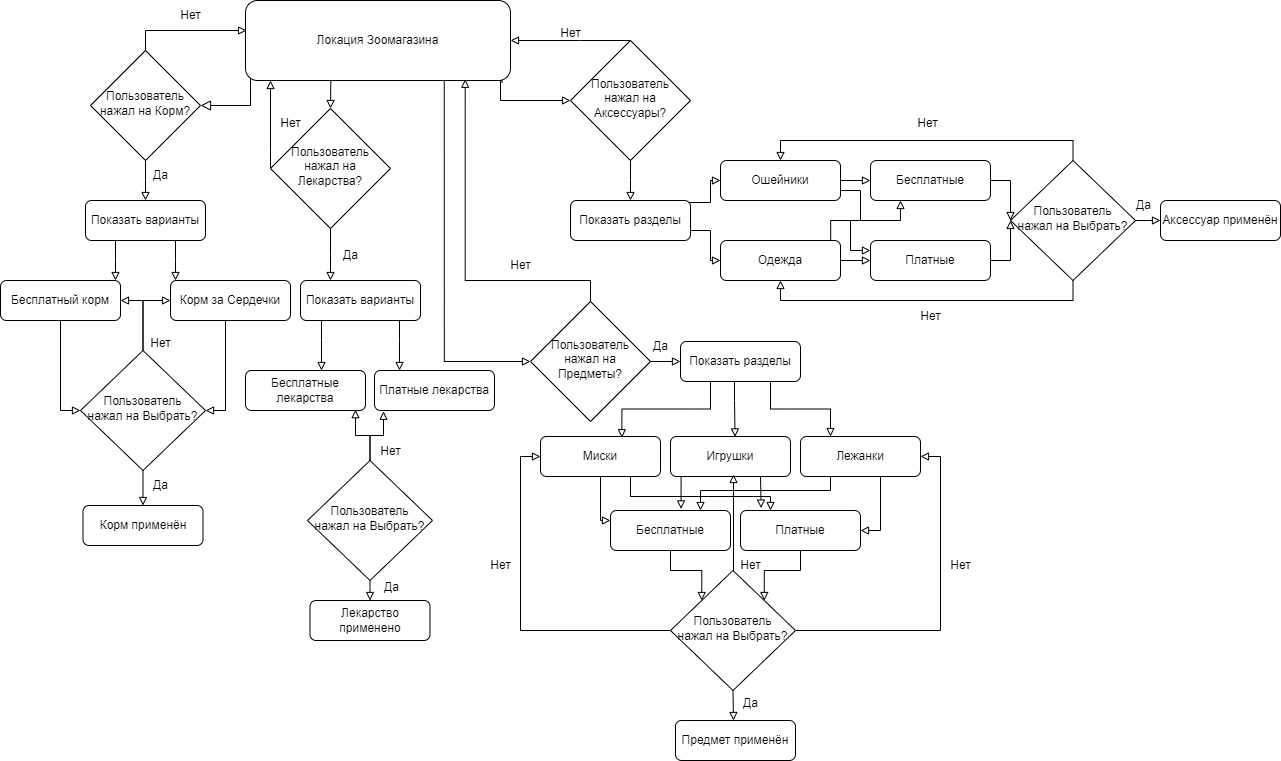 Нет
Локация Зоомагазина
Нет
Пользователь
нажал на Корм?
Нет
Пользователь
нажал на
Лекарства?
Пользователь
нажал на
Аксессуары?
Да
Показать варианты
Бесплатный корм
Корм за Сердечки
Нет
Пользователь
нажал на Выбрать?
Да
Корм применён
Да
Показать варианты
Бесплатные
лекарства
Платные лекарства
Нет
Пользователь
нажал на Выбрать?
Да
Лекарство
применено
Показать разделы
Нет
Ошейники
Бесплатные
Одежда
Платные
Пользователь
нажал на Выбрать?
Да
Аксессуар применён
Нет
Нет
Пользователь
нажал на
Предметы?
Да
Показать разделы
Миски
Игрушки
Лежанки
Бесплатные
Платные
Нет
Нет
Нет
Пользователь
нажал на Выбрать?
Да
Предмет применён